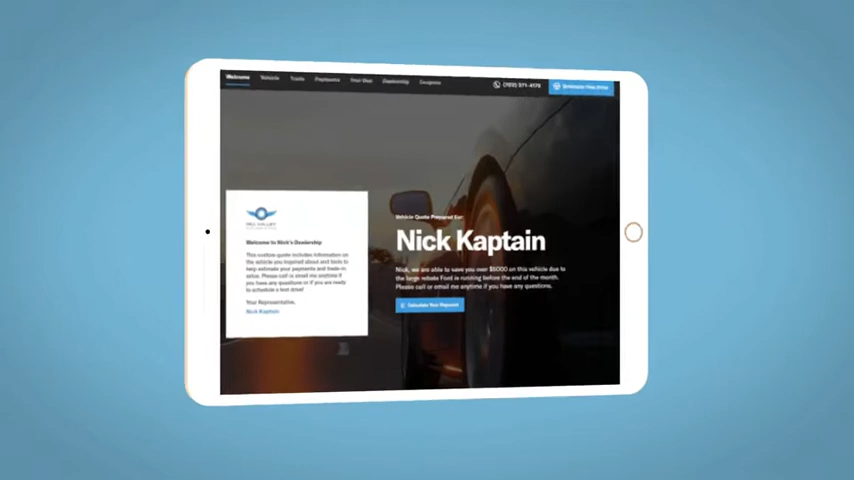 Welcome Vehicle Trade Payments Your Visit Dealership Coupons
Welcome to Nick's Dealership
This custom quote includes information on
the vehicle you inquired about and tools to
help estimate your payments and trade-in
value. Please call or email me anytime if
you have any questions or if you are ready
to schedule a test drive!
Your Representative,
Nick Kaptain
Vehicle Quote Prepared For:
Nick Kaptain
Nick, we are able to save you over $5000 on this vehicle due to
the large rebate Ford is running before the end of the month.
Please call or email me anytime if you have any questions.
Calculate Your Payment